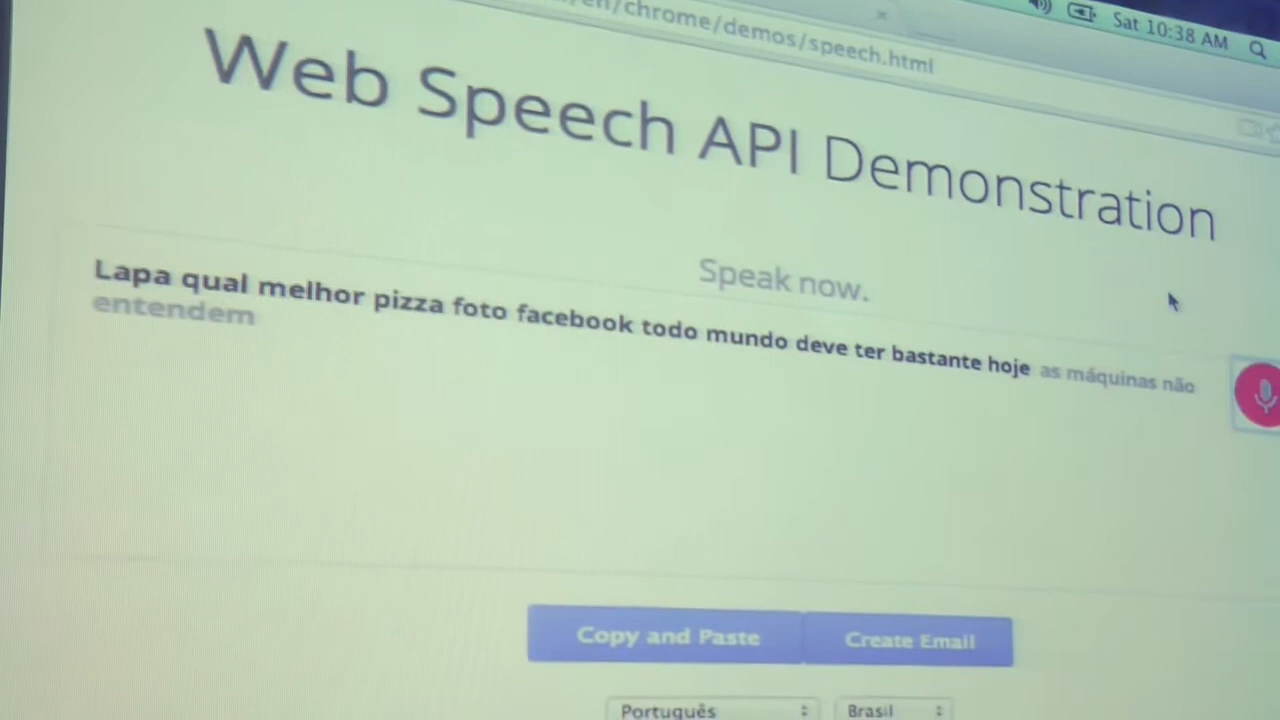 Sat 10:38 AM
/chrome/demos/speech.html
Web Speech API Demonstration
Speak now.
Lapa qual melhor pizza foto facebook todo mundo deve ter bastante hoje as máquinas não
entendem
Copy and Paste
Create Email
Português
Brasil